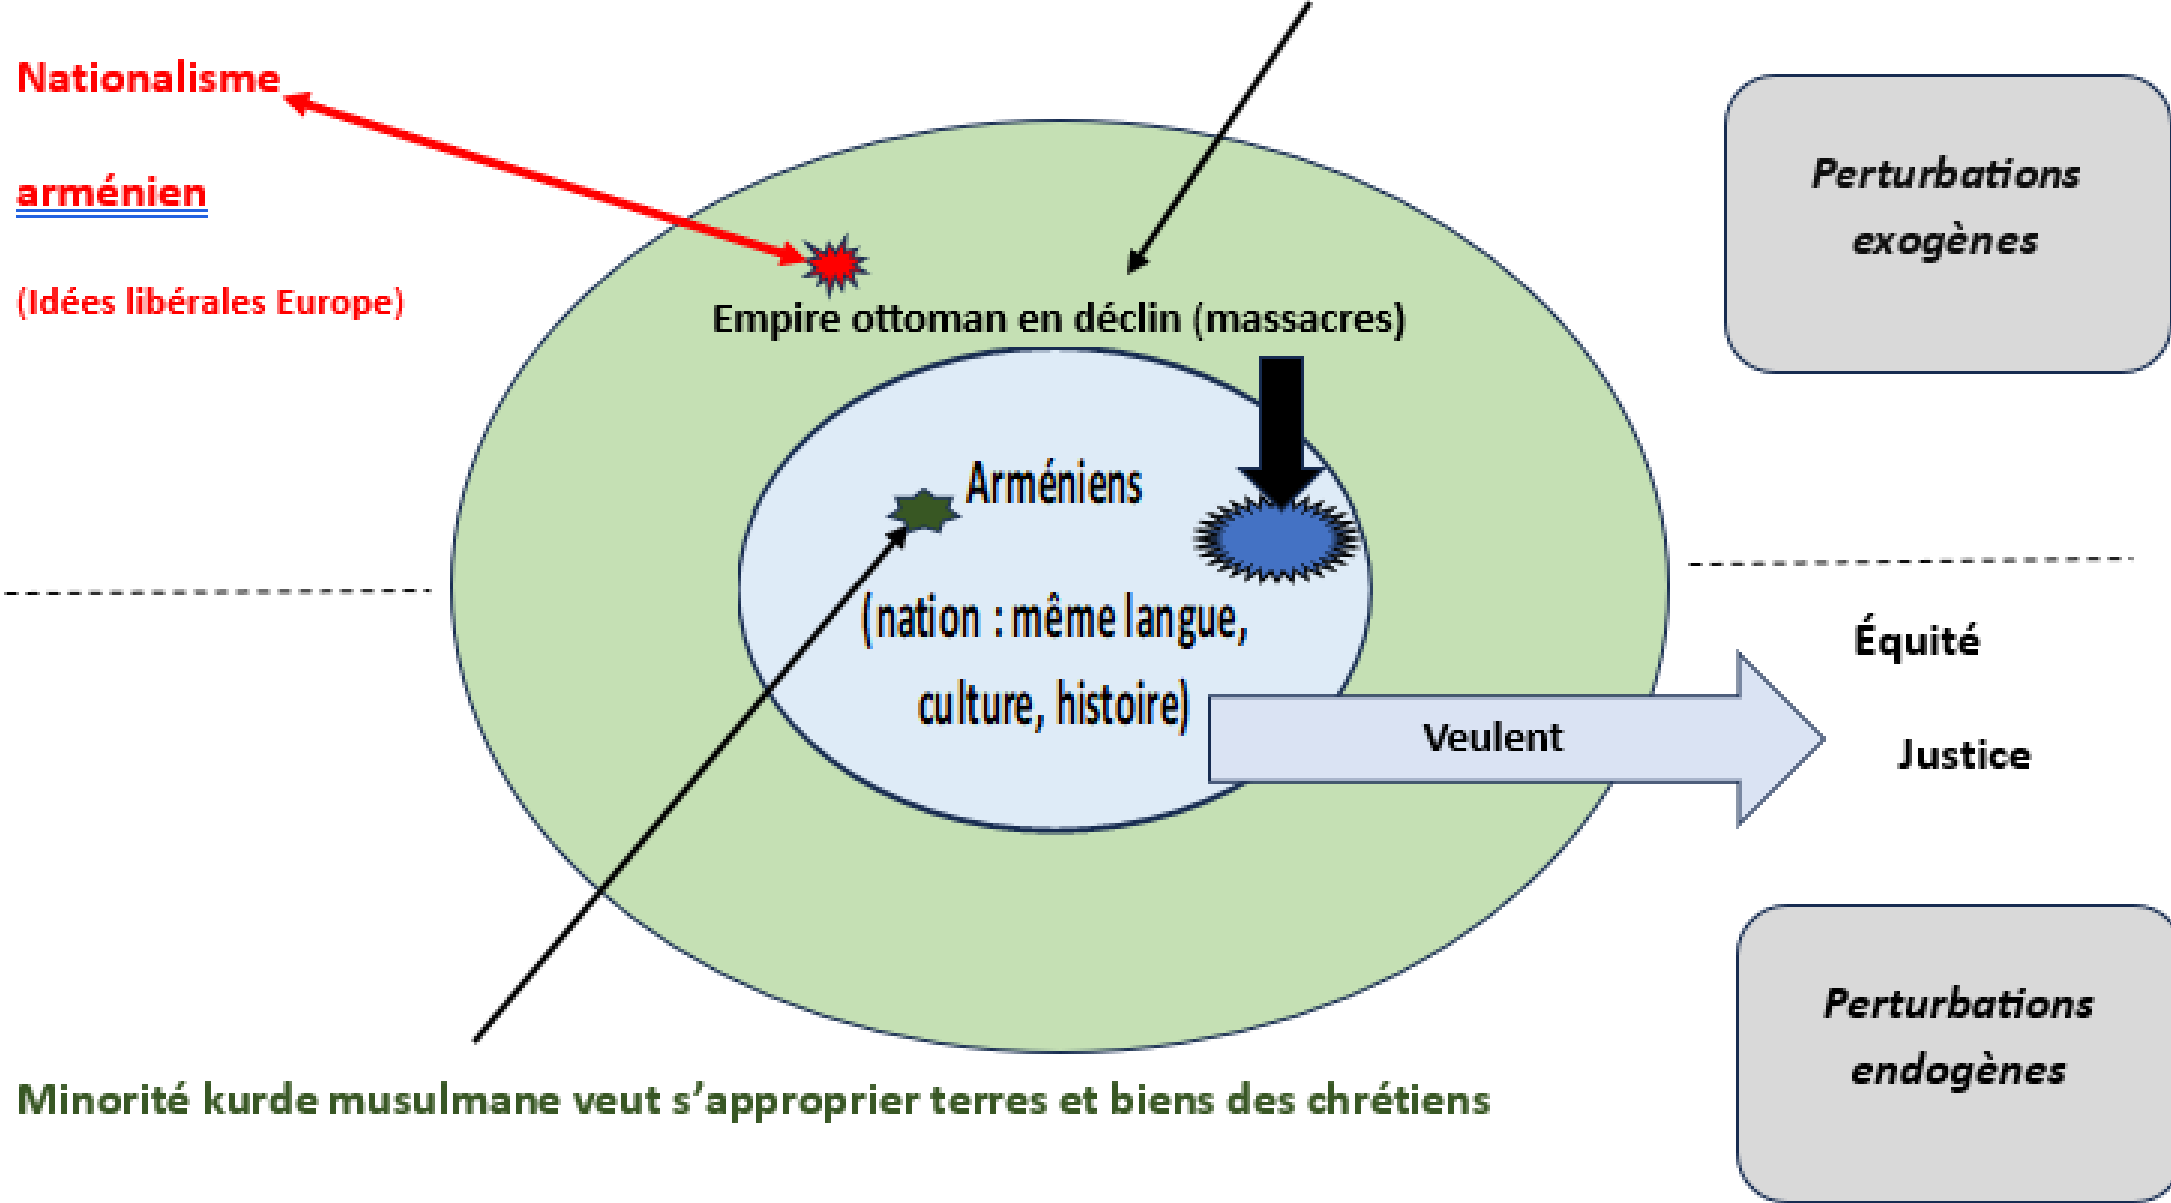 Nationalisme
arménien
(Idées libérales Europe)
Perturbations
exogènes
Empire ottoman en déclin (massacres)
Arméniens
(nation : même langue,
culture, histoire)
Veulent
Équité
Justice
Perturbations
endogènes
Minorité kurde musulmane veut s’approprier terres et biens des chrétiens